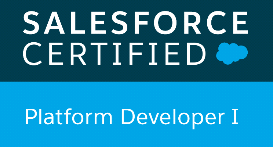 SALESFORCE
CERTIFIED
Platform Developer I